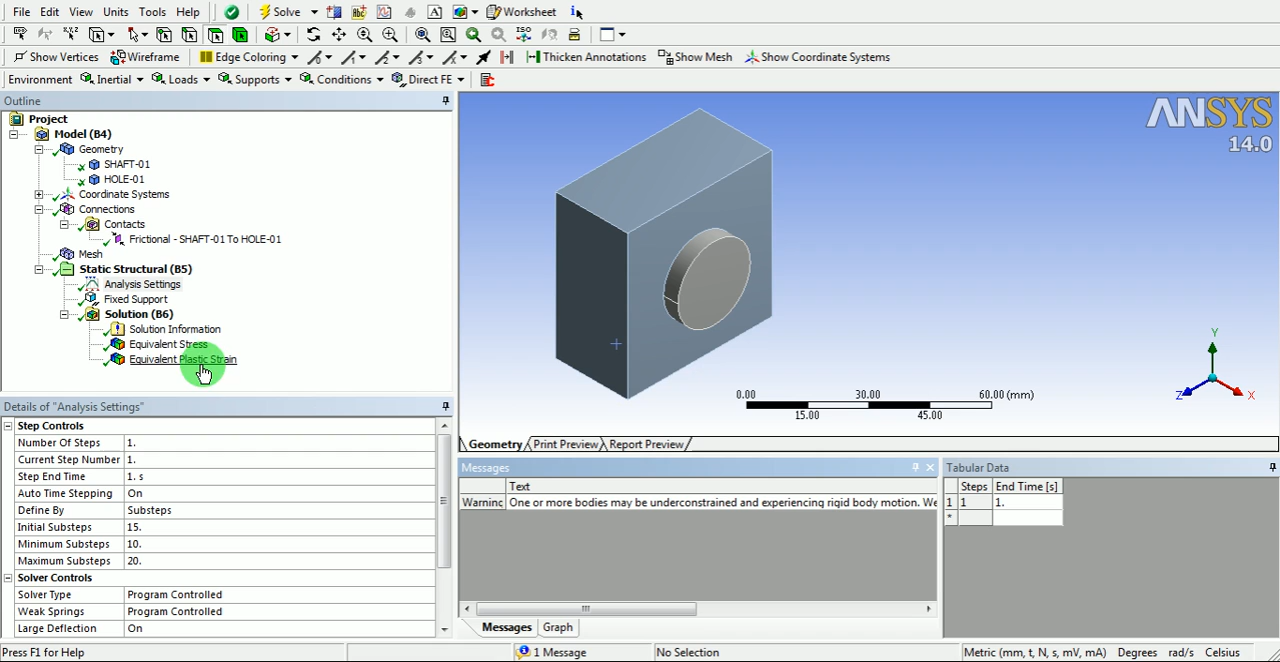 File Edit View Units Tools Help Solve Worksheet
Show Vertices Wireframe Edge Coloring Thicken Annotations Show Mesh Show Coordinate Systems
Environment Inertial Loads Supports Conditions Direct FE
Outline
Project
Model (B4)
Geometry
SHAFT-01
HOLE-01
Coordinate Systems
Connections
Contacts
Frictional - SHAFT-01 To HOLE-01
Mesh
Static Structural (B5)
Analysis Settings
Fixed Support
Solution (B6)
Solution Information
Equivalent Stress
Equivalent Plastic Strain
ANSYS
14.0
Y
Z
X
0.00 30.00 60.00 (mm)
15.00 45.00
Details of "Analysis Settings"
Step Controls
Number Of Steps 1.
Current Step Number 1.
Step End Time 1. s
Auto Time Stepping On
Define By Substeps
Initial Substeps 15.
Minimum Substeps 10.
Maximum Substeps 20.
Solver Controls
Solver Type Program Controlled
Weak Springs Program Controlled
Large Deflection On
Geometry Print Preview Report Preview
Messages
Text
Warninc One or more bodies may be underconstrained and experiencing rigid body motion. We
Messages Graph
Tabular Data
Steps End Time [s]
1 1 1.
*
Press F1 for Help 1 Message No Selection Metric (mm, t, N, s, mV, mA) Degrees rad/s Celsius